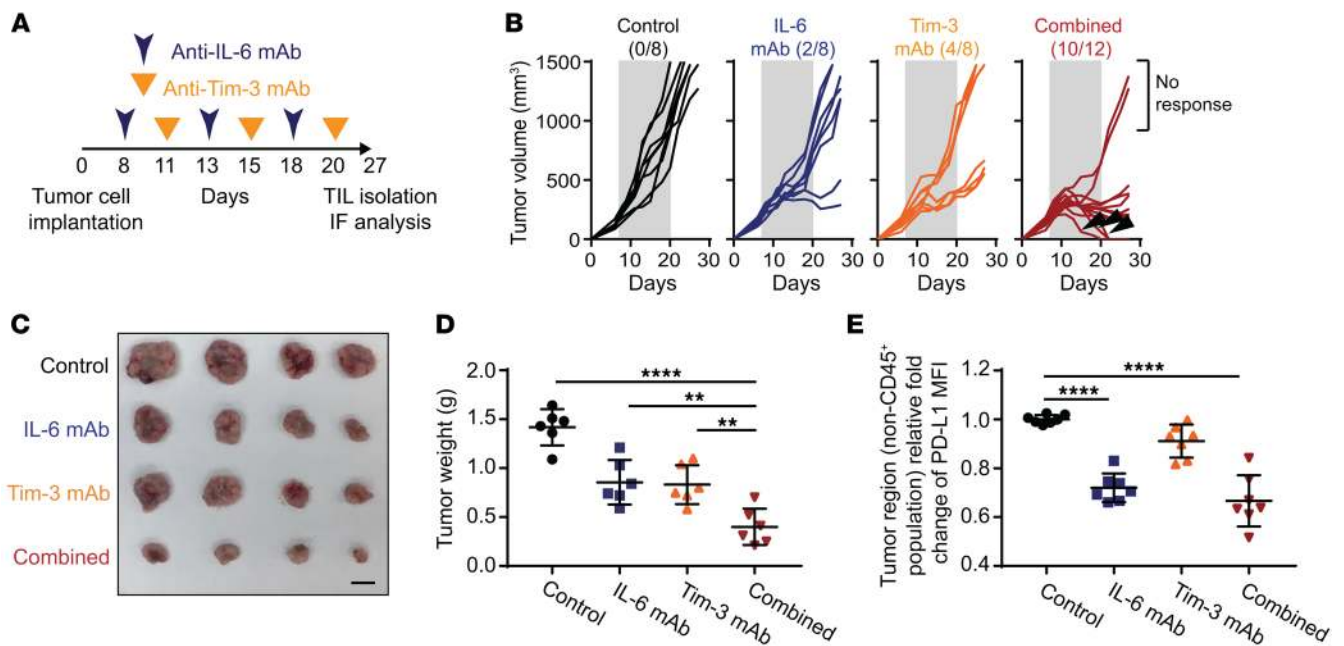 A
Anti-IL-6 mAb
Anti-Tim-3 mAb
0 8 11 13 15 18 20 27
Tumor cell
implantation
Days
TIL isolation
IF analysis
B
Control
(0/8)
IL-6
mAb (2/8)
Tim-3
mAb (4/8)
Combined
(10/12)
No
response
Tumor volume (mm³)
1500
1000
500
0
0 10 20 30
Days
0 10 20 30
Days
0 10 20 30
Days
0 10 20 30
Days
C
Control
IL-6 mAb
Tim-3 mAb
Combined
D
Tumor weight (g)
2.0
1.5
1.0
0.5
0.0
****
**
**
Control
IL-6 mAb
Tim-3 mAb
Combined
E
Tumor region (non-CD45⁺
population) relative fold
change of PD-L1 MFI
1.2
1.0
0.8
0.6
0.4
****
****
Control
IL-6 mAb
Tim-3 mAb
Combined